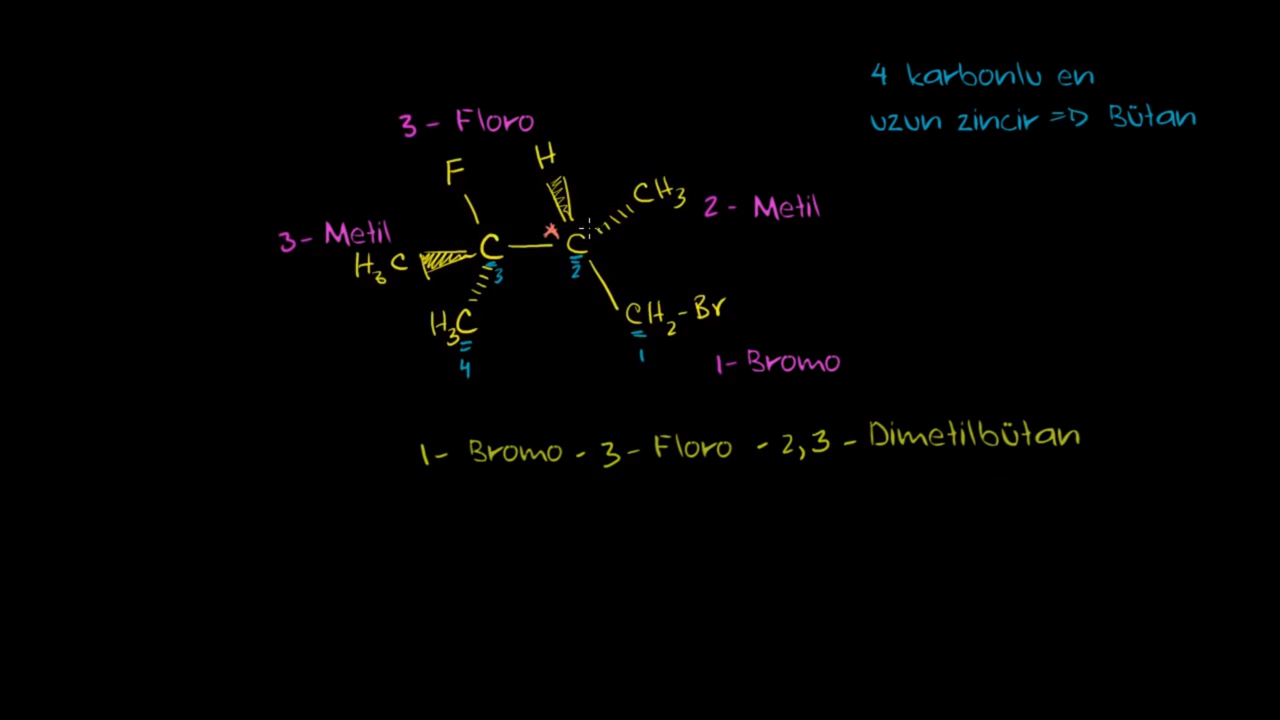 4 karbonlu en
uzun zincir => Bütan
3- Floro
F
H
CH3
2- Metil
3- Metil
H3C
C
3
*
C
2
H3C
4
CH2-Br
1
1- Bromo
1- Bromo - 3- Floro - 2,3 - Dimetilbütan